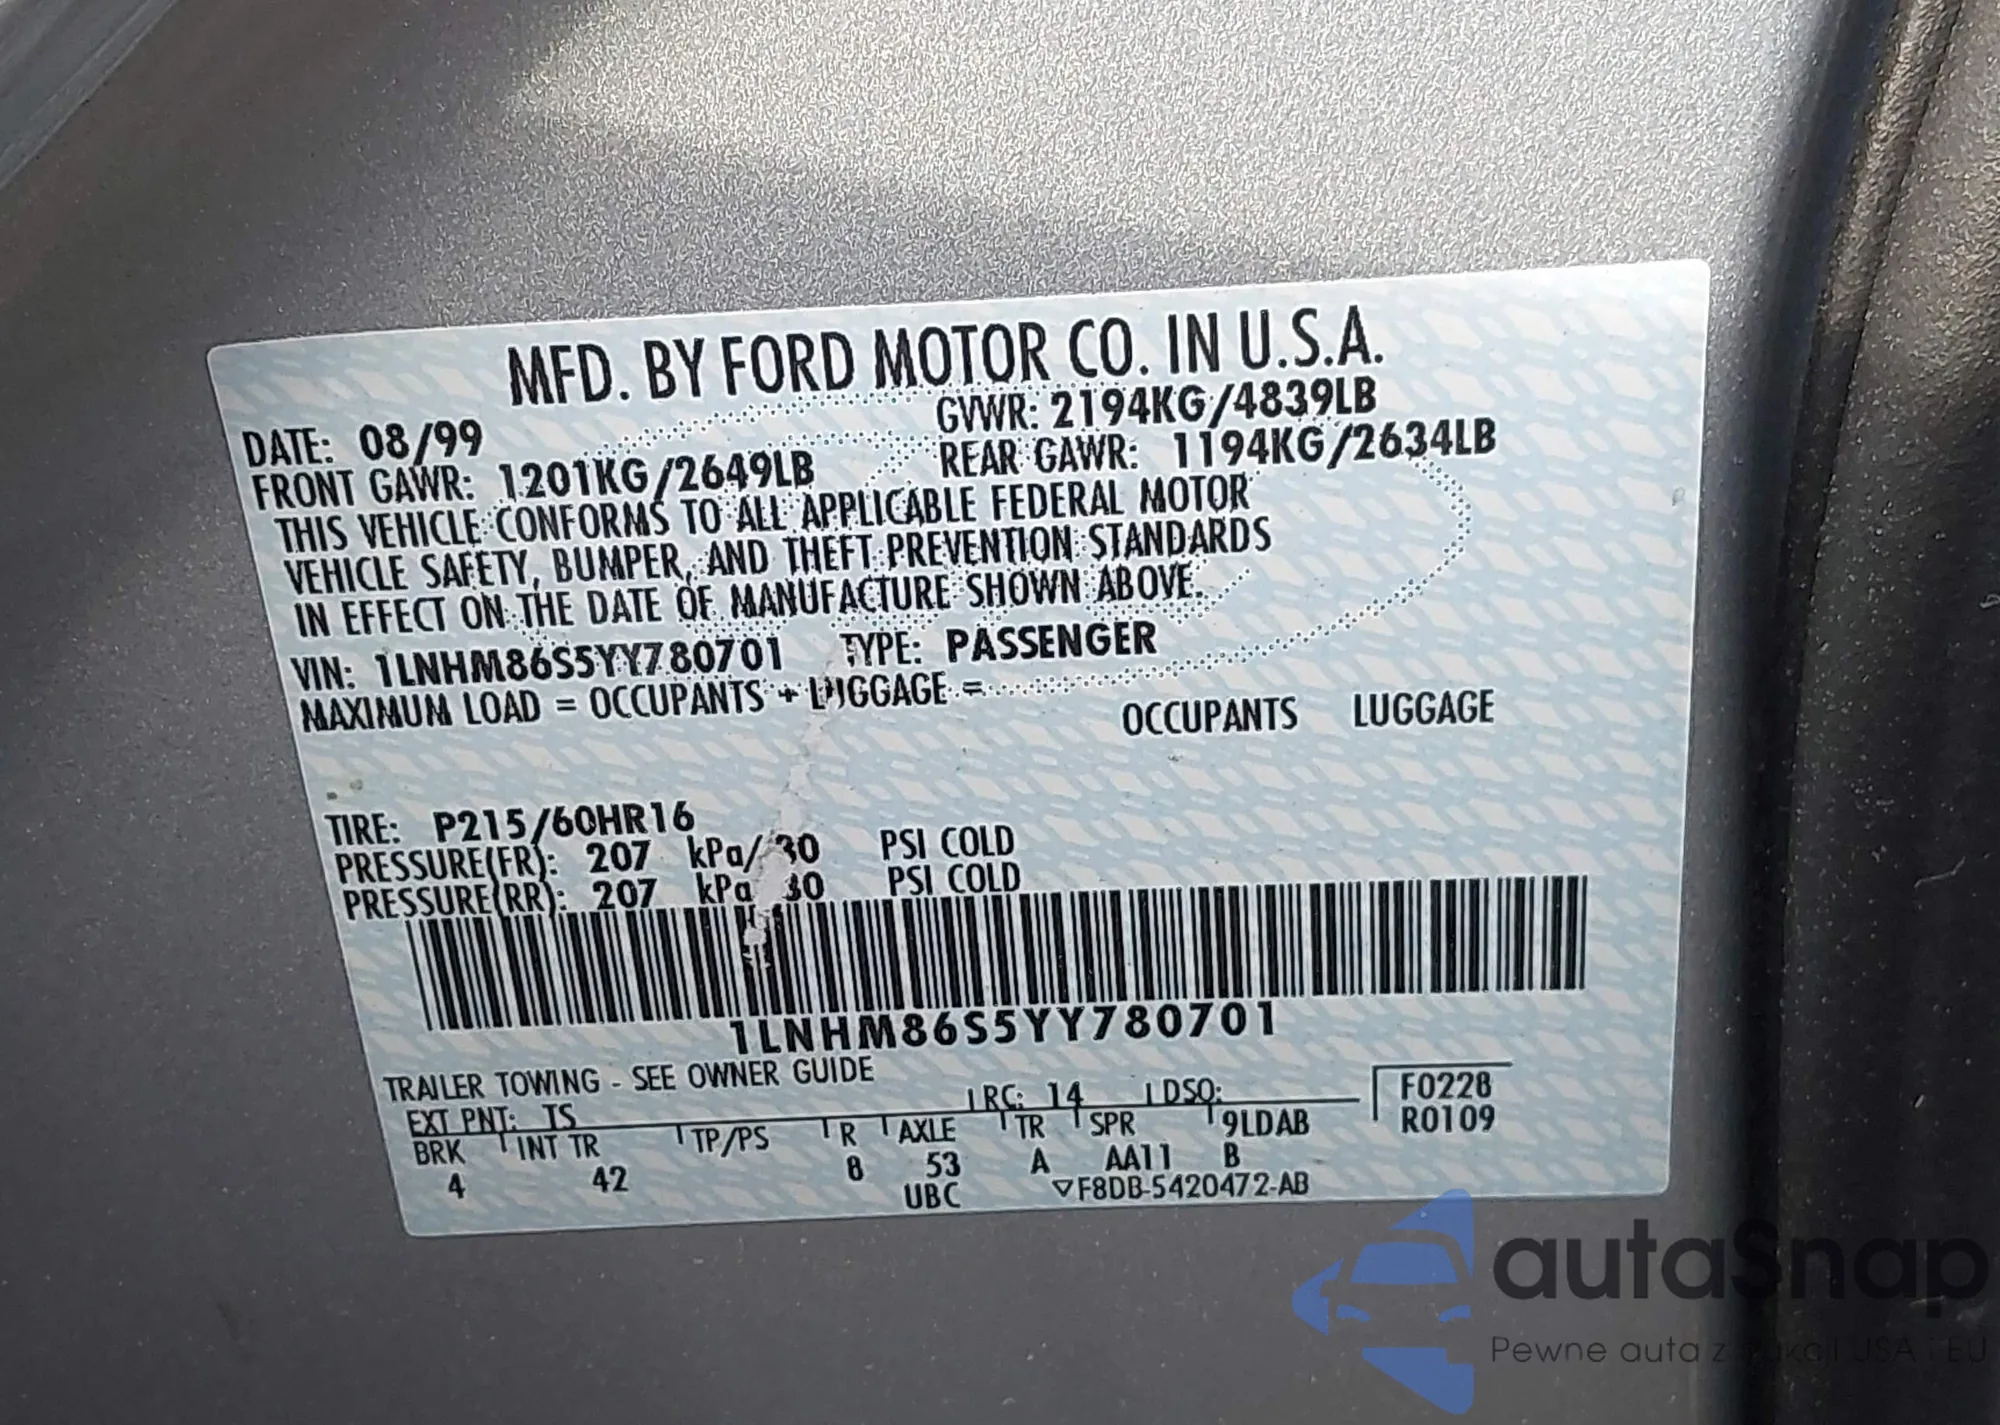 MFD. BY FORD MOTOR CO. IN U.S.A.
DATE: 08/99 GVWR: 2194KG/4839LB
FRONT GAWR: 1201KG/2649LB REAR GAWR: 1194KG/2634LB
THIS VEHICLE CONFORMS TO ALL APPLICABLE FEDERAL MOTOR
VEHICLE SAFETY, BUMPER, AND THEFT PREVENTION STANDARDS
IN EFFECT ON THE DATE OF MANUFACTURE SHOWN ABOVE.
VIN: 1LNHM86S5YY780701 TYPE: PASSENGER
MAXIMUM LOAD = OCCUPANTS + LUGGAGE =
OCCUPANTS LUGGAGE
TIRE: P215/60HR16
PRESSURE(FR): 207 kPa/ 30 PSI COLD
PRESSURE(RR): 207 kPa 30 PSI COLD
1LNHM86S5YY780701
TRAILER TOWING - SEE OWNER GUIDE
EXT PNT: TS RC: 14 DSO: F0228
BRK INT TR TP/PS R AXLE TR SPR 9LDAB R0109
4 42 8 53 A AA11 B
UBC ▽F8DB-5420472-AB
autaSnap
Pewne auta z aukcji USA i EU